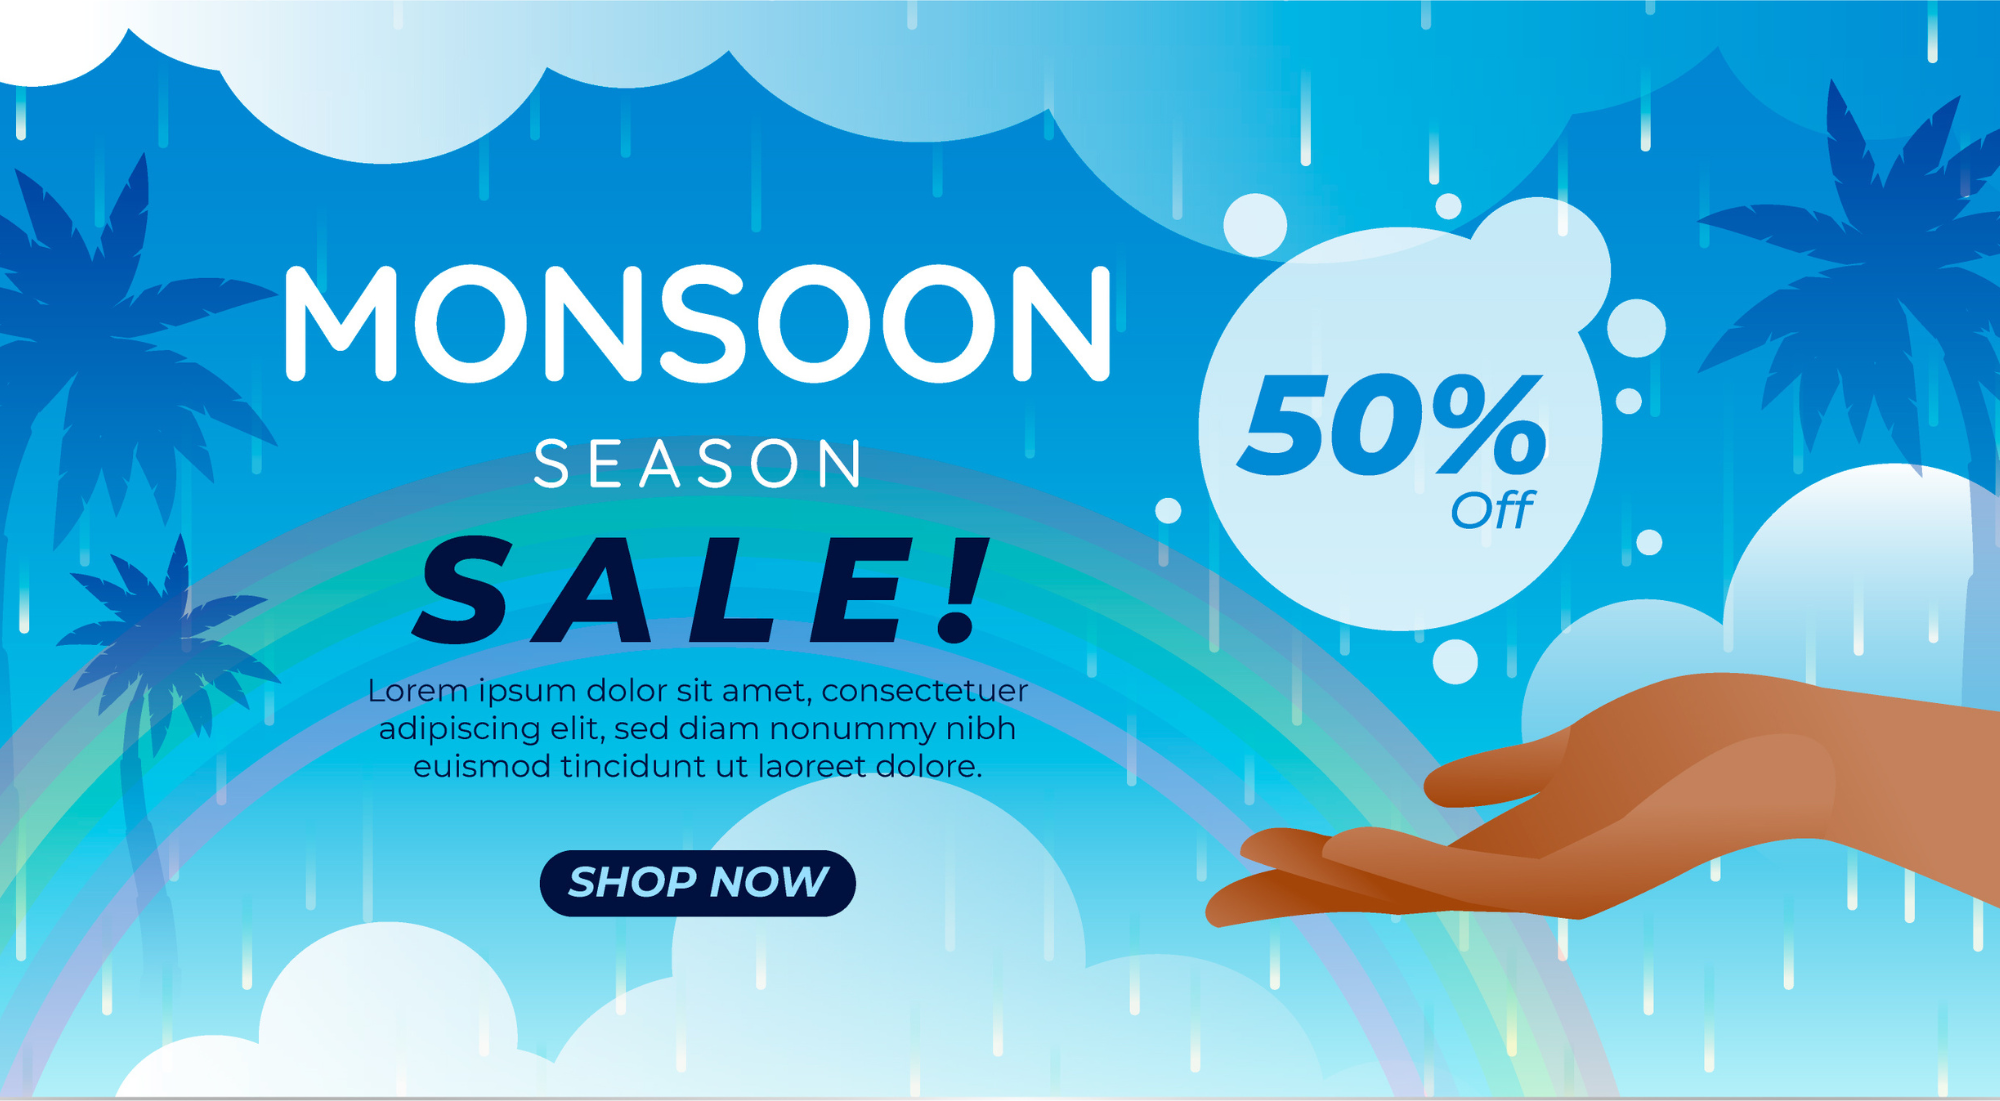 MONSOON
SEASON
SALE!
Lorem ipsum dolor sit amet, consectetuer
adipiscing elit, sed diam nonummy nibh
euismod tincidunt ut laoreet dolore.
SHOP NOW
50%
Off